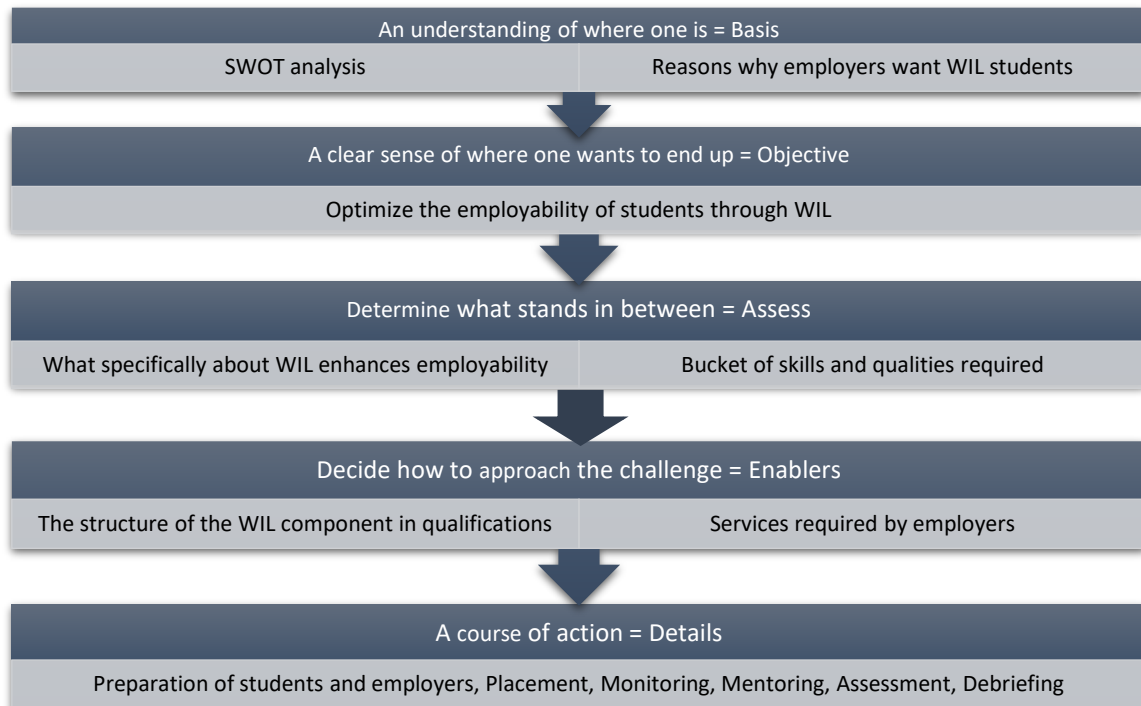 An understanding of where one is = Basis
SWOT analysis
Reasons why employers want WIL students
A clear sense of where one wants to end up = Objective
Optimize the employability of students through WIL
Determine what stands in between = Assess
What specifically about WIL enhances employability
Bucket of skills and qualities required
Decide how to approach the challenge = Enablers
The structure of the WIL component in qualifications
Services required by employers
A course of action = Details
Preparation of students and employers, Placement, Monitoring, Mentoring, Assessment, Debriefing